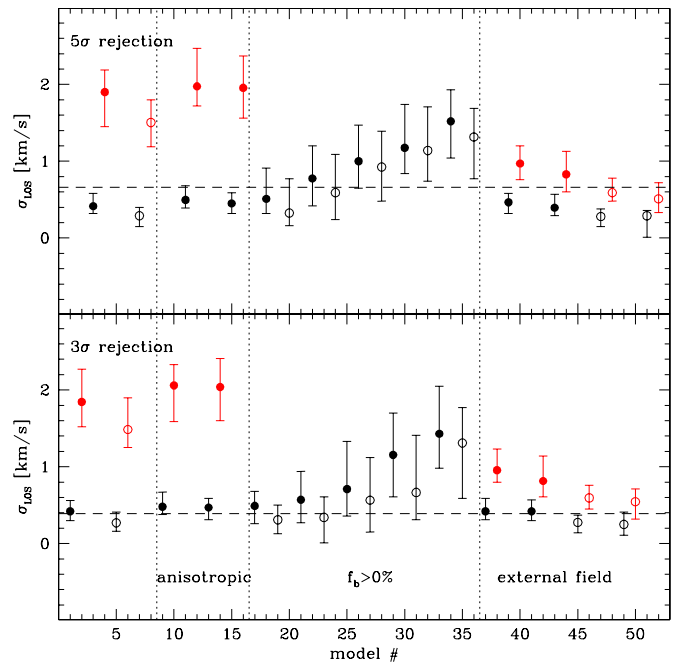 5σ rejection
2
1
0
σLOS [km/s]
3σ rejection
2
1
0
σLOS [km/s]
anisotropic fb>0% external field
5 10 15 20 25 30 35 40 45 50
model #